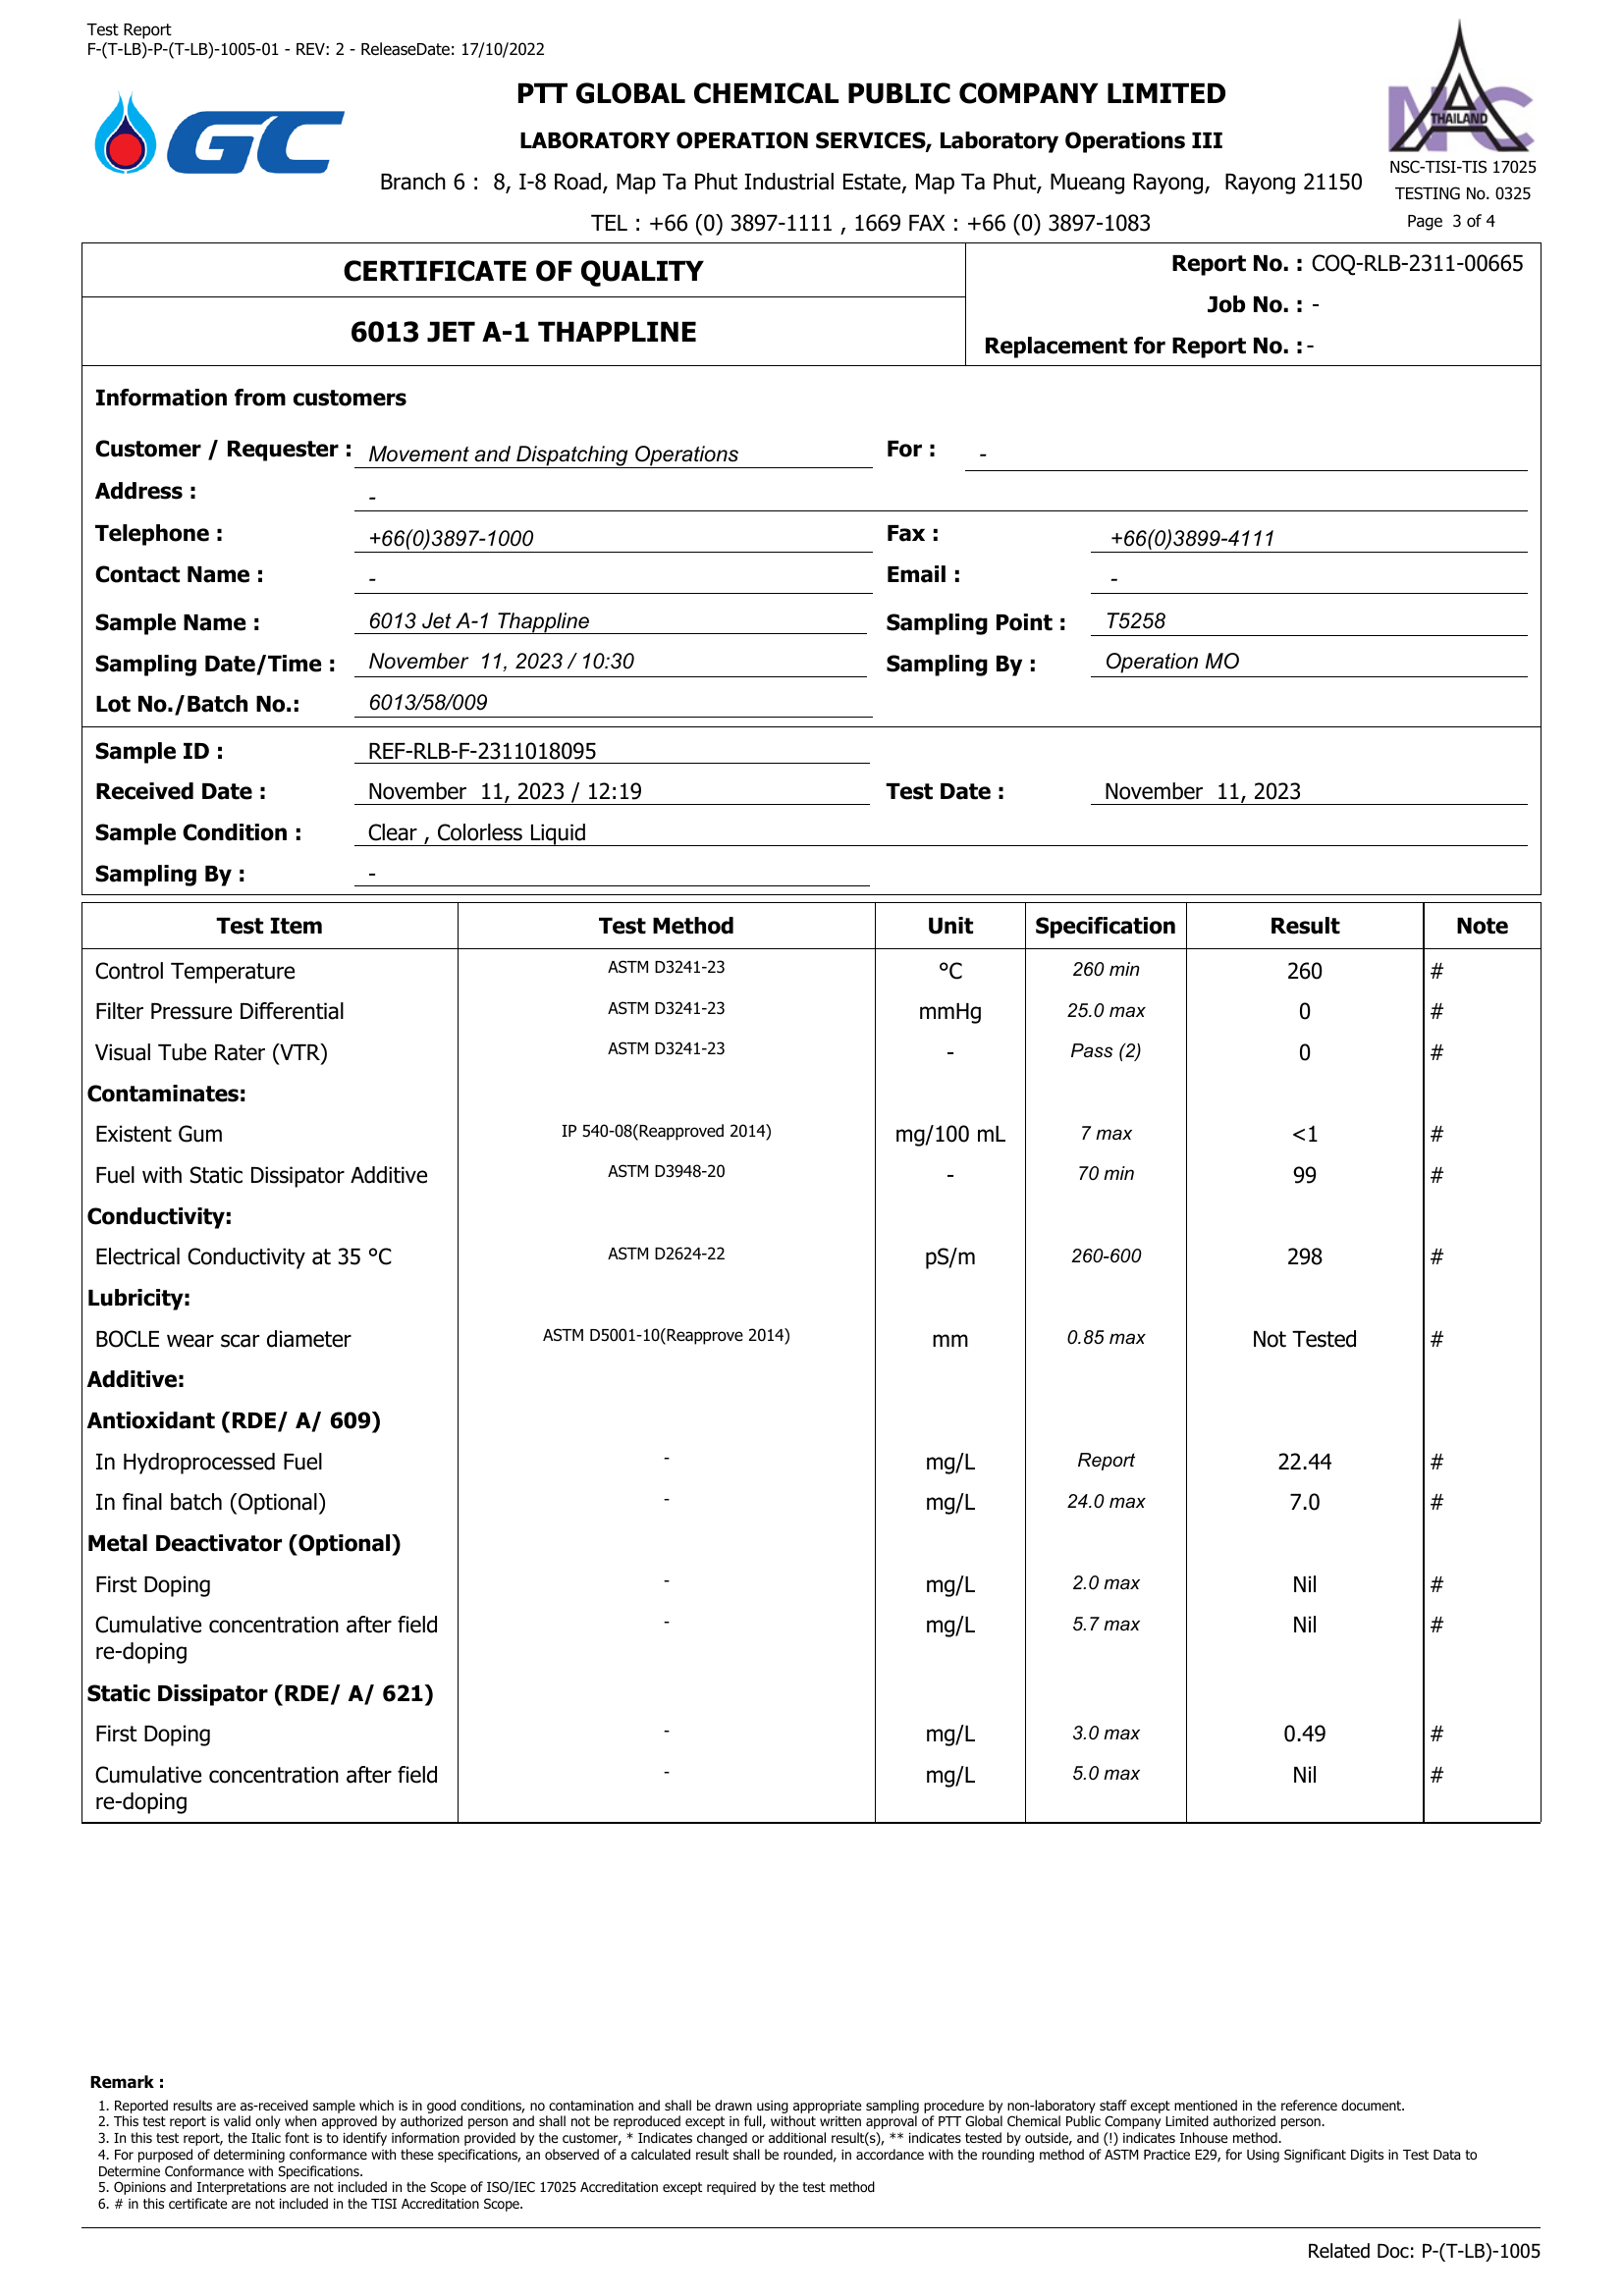 Test Report
F-(T-LB)-P-(T-LB)-1005-01 - REV: 2 - ReleaseDate: 17/10/2022
GC
PTT GLOBAL CHEMICAL PUBLIC COMPANY LIMITED
LABORATORY OPERATION SERVICES, Laboratory Operations III
Branch 6 : 8, I-8 Road, Map Ta Phut Industrial Estate, Map Ta Phut, Mueang Rayong, Rayong 21150
TEL : +66 (0) 3897-1111 , 1669 FAX : +66 (0) 3897-1083
NAC
THAILAND
NSC-TISI-TIS 17025
TESTING No. 0325
Page 3 of 4
CERTIFICATE OF QUALITY
6013 JET A-1 THAPPLINE
Report No. : COQ-RLB-2311-00665
Job No. : -
Replacement for Report No. : -
Information from customers
Customer / Requester : Movement and Dispatching Operations For : -
Address : -
Telephone : +66(0)3897-1000 Fax : +66(0)3899-4111
Contact Name : - Email : -
Sample Name : 6013 Jet A-1 Thappline Sampling Point : T5258
Sampling Date/Time : November 11, 2023 / 10:30 Sampling By : Operation MO
Lot No./Batch No.: 6013/58/009
Sample ID : REF-RLB-F-2311018095
Received Date : November 11, 2023 / 12:19 Test Date : November 11, 2023
Sample Condition : Clear , Colorless Liquid
Sampling By : -
Test Item Test Method Unit Specification Result Note
Control Temperature ASTM D3241-23 °C 260 min 260 #
Filter Pressure Differential ASTM D3241-23 mmHg 25.0 max 0 #
Visual Tube Rater (VTR) ASTM D3241-23 - Pass (2) 0 #
Contaminates:
Existent Gum IP 540-08(Reapproved 2014) mg/100 mL 7 max <1 #
Fuel with Static Dissipator Additive ASTM D3948-20 - 70 min 99 #
Conductivity:
Electrical Conductivity at 35 °C ASTM D2624-22 pS/m 260-600 298 #
Lubricity:
BOCLE wear scar diameter ASTM D5001-10(Reapprove 2014) mm 0.85 max Not Tested #
Additive:
Antioxidant (RDE/ A/ 609)
In Hydroprocessed Fuel - mg/L Report 22.44 #
In final batch (Optional) - mg/L 24.0 max 7.0 #
Metal Deactivator (Optional)
First Doping - mg/L 2.0 max Nil #
Cumulative concentration after field - mg/L 5.7 max Nil #
re-doping
Static Dissipator (RDE/ A/ 621)
First Doping - mg/L 3.0 max 0.49 #
Cumulative concentration after field - mg/L 5.0 max Nil #
re-doping
Remark :
1. Reported results are as-received sample which is in good conditions, no contamination and shall be drawn using appropriate sampling procedure by non-laboratory staff except mentioned in the reference document.
2. This test report is valid only when approved by authorized person and shall not be reproduced except in full, without written approval of PTT Global Chemical Public Company Limited authorized person.
3. In this test report, the Italic font is to identify information provided by the customer, * Indicates changed or additional result(s), ** indicates tested by outside, and (!) indicates Inhouse method.
4. For purposed of determining conformance with these specifications, an observed of a calculated result shall be rounded, in accordance with the rounding method of ASTM Practice E29, for Using Significant Digits in Test Data to
Determine Conformance with Specifications.
5. Opinions and Interpretations are not included in the Scope of ISO/IEC 17025 Accreditation except required by the test method
6. # in this certificate are not included in the TISI Accreditation Scope.
Related Doc: P-(T-LB)-1005